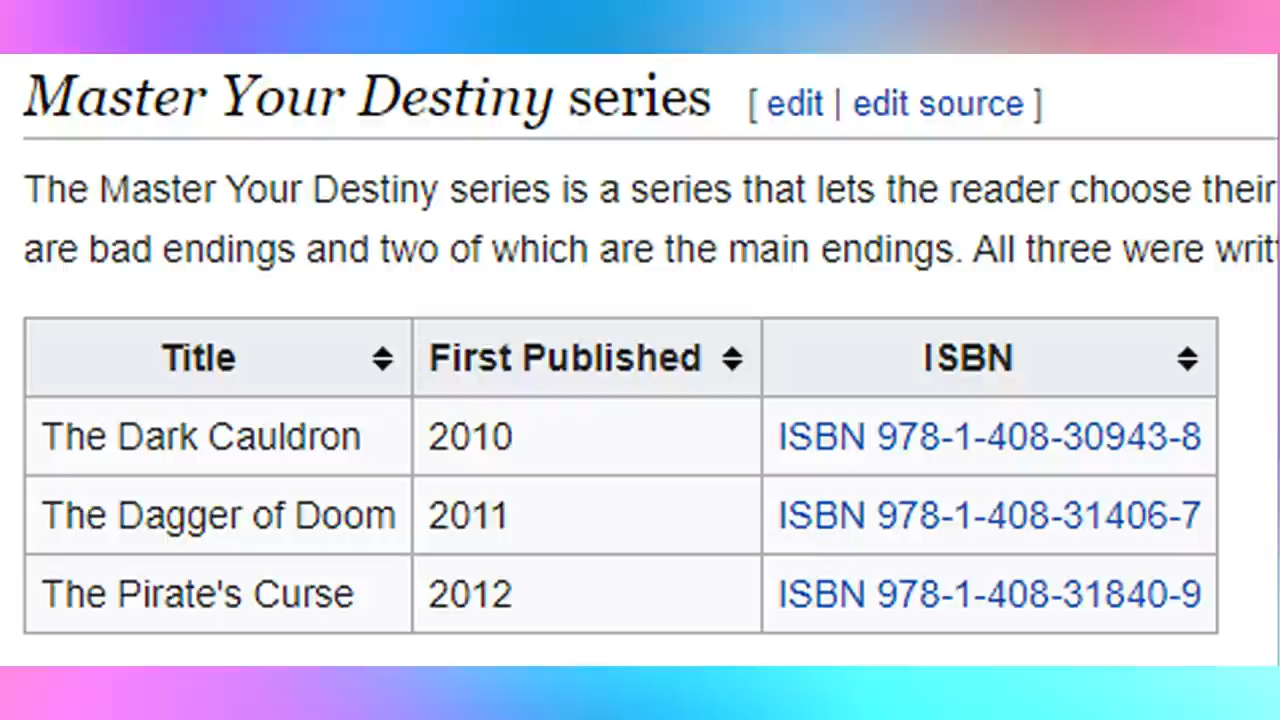 Master Your Destiny series [ edit | edit source ]
The Master Your Destiny series is a series that lets the reader choose their
are bad endings and two of which are the main endings. All three were writt
Title First Published ISBN
The Dark Cauldron 2010 ISBN 978-1-408-30943-8
The Dagger of Doom 2011 ISBN 978-1-408-31406-7
The Pirate's Curse 2012 ISBN 978-1-408-31840-9